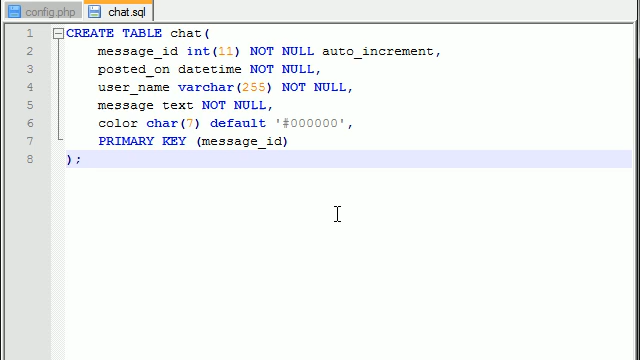 config.php chat.sql
1 CREATE TABLE chat(
2 message_id int(11) NOT NULL auto_increment,
3 posted_on datetime NOT NULL,
4 user_name varchar(255) NOT NULL,
5 message text NOT NULL,
6 color char(7) default '#000000',
7 PRIMARY KEY (message_id)
8 );